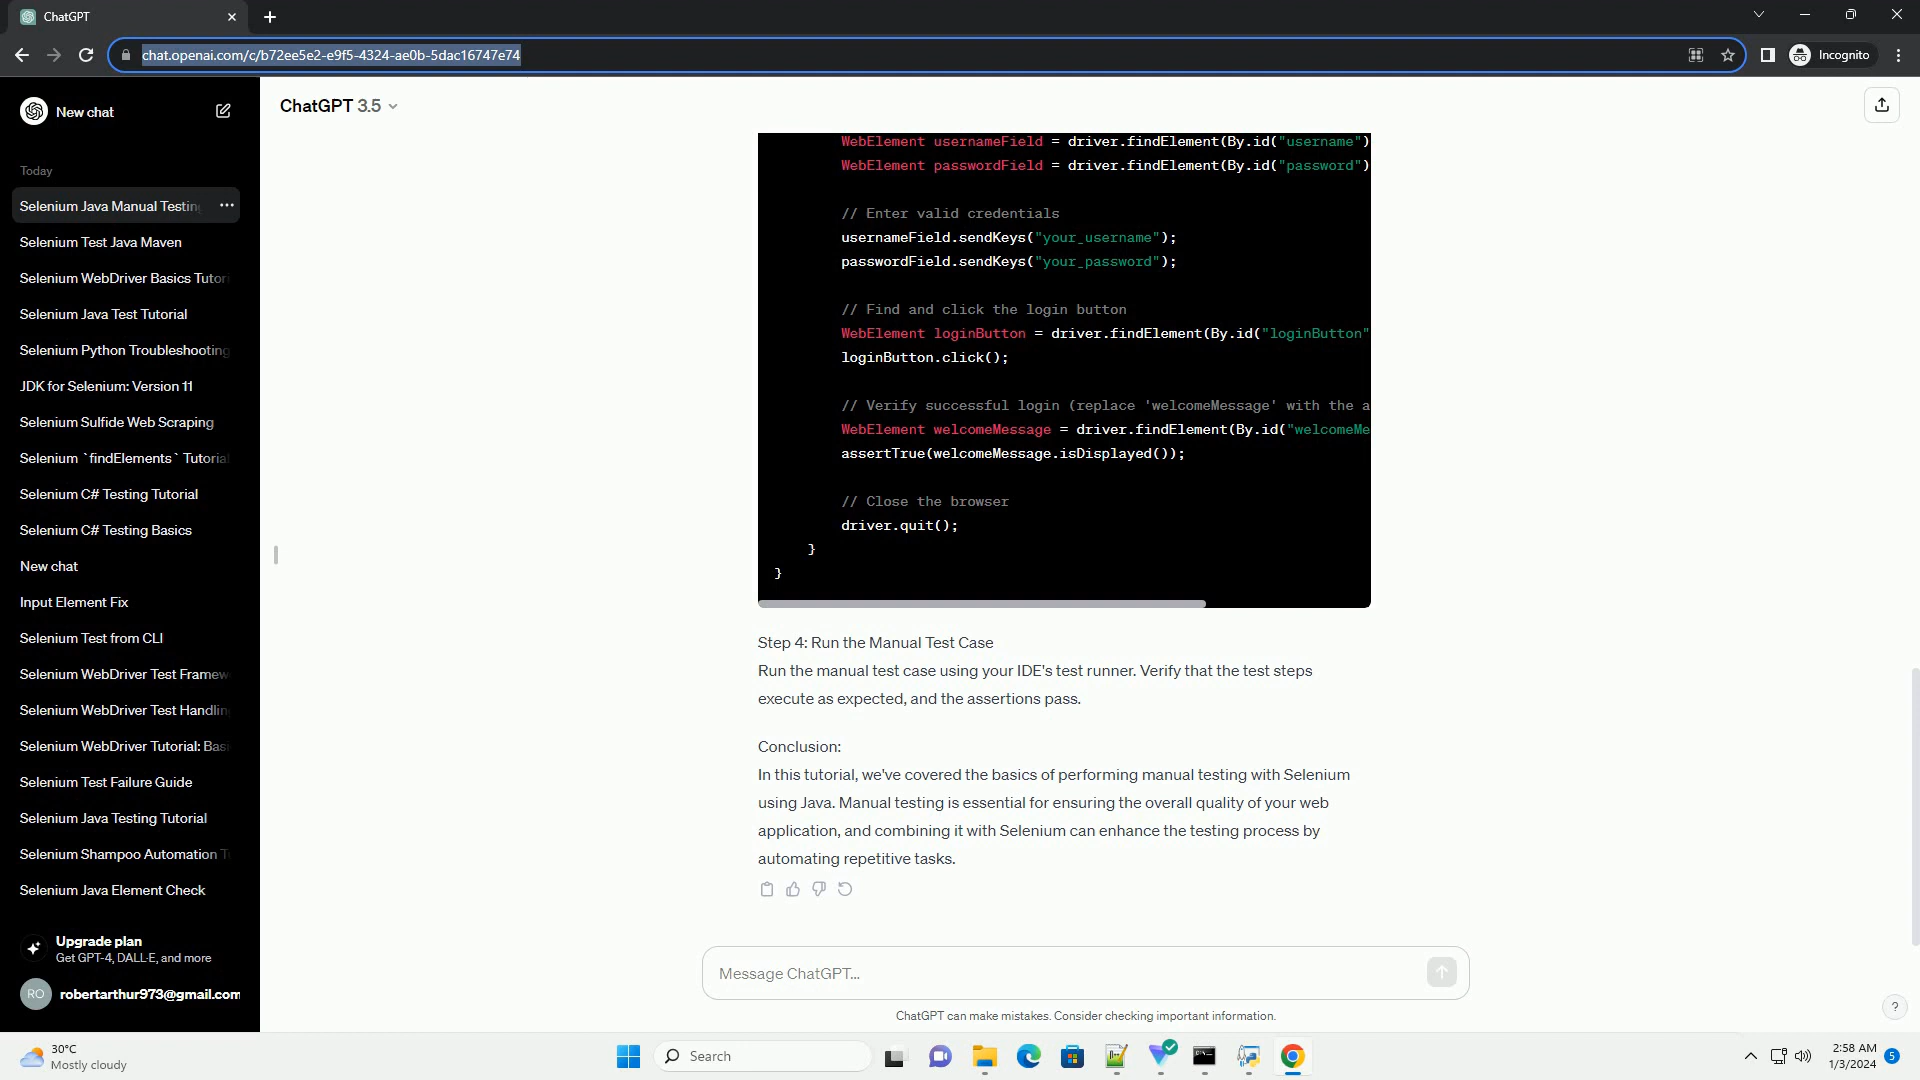 ChatGPT
chat.openai.com/c/b72ee5e2-e9f5-4324-ae0b-5dac16747e74
Incognito
New chat
Today
Selenium Java Manual Testing
Selenium Test Java Maven
Selenium WebDriver Basics Tutori
Selenium Java Test Tutorial
Selenium Python Troubleshooting
JDK for Selenium: Version 11
Selenium Sulfide Web Scraping
Selenium `findElements` Tutorial
Selenium C# Testing Tutorial
Selenium C# Testing Basics
New chat
Input Element Fix
Selenium Test from CLI
Selenium WebDriver Test Framew
Selenium WebDriver Test Handlin
Selenium WebDriver Tutorial: Bas
Selenium Test Failure Guide
Selenium Java Testing Tutorial
Selenium Shampoo Automation T
Selenium Java Element Check
Upgrade plan
Get GPT-4, DALL·E, and more
RO
robertarthur973@gmail.com
ChatGPT 3.5
WebElement usernameField = driver.findElement(By.id("username")
WebElement passwordField = driver.findElement(By.id("password")
// Enter valid credentials
usernameField.sendKeys("your_username");
passwordField.sendKeys("your_password");
// Find and click the login button
WebElement loginButton = driver.findElement(By.id("loginButton"
loginButton.click();
// Verify successful login (replace 'welcomeMessage' with the a
WebElement welcomeMessage = driver.findElement(By.id("welcomeMe
assertTrue(welcomeMessage.isDisplayed());
// Close the browser
driver.quit();
}
}
Step 4: Run the Manual Test Case
Run the manual test case using your IDE's test runner. Verify that the test steps
execute as expected, and the assertions pass.
Conclusion:
In this tutorial, we've covered the basics of performing manual testing with Selenium
using Java. Manual testing is essential for ensuring the overall quality of your web
application, and combining it with Selenium can enhance the testing process by
automating repetitive tasks.
Message ChatGPT...
ChatGPT can make mistakes. Consider checking important information.
?
30°C
Mostly cloudy
Search
2:58 AM
1/3/2024
5